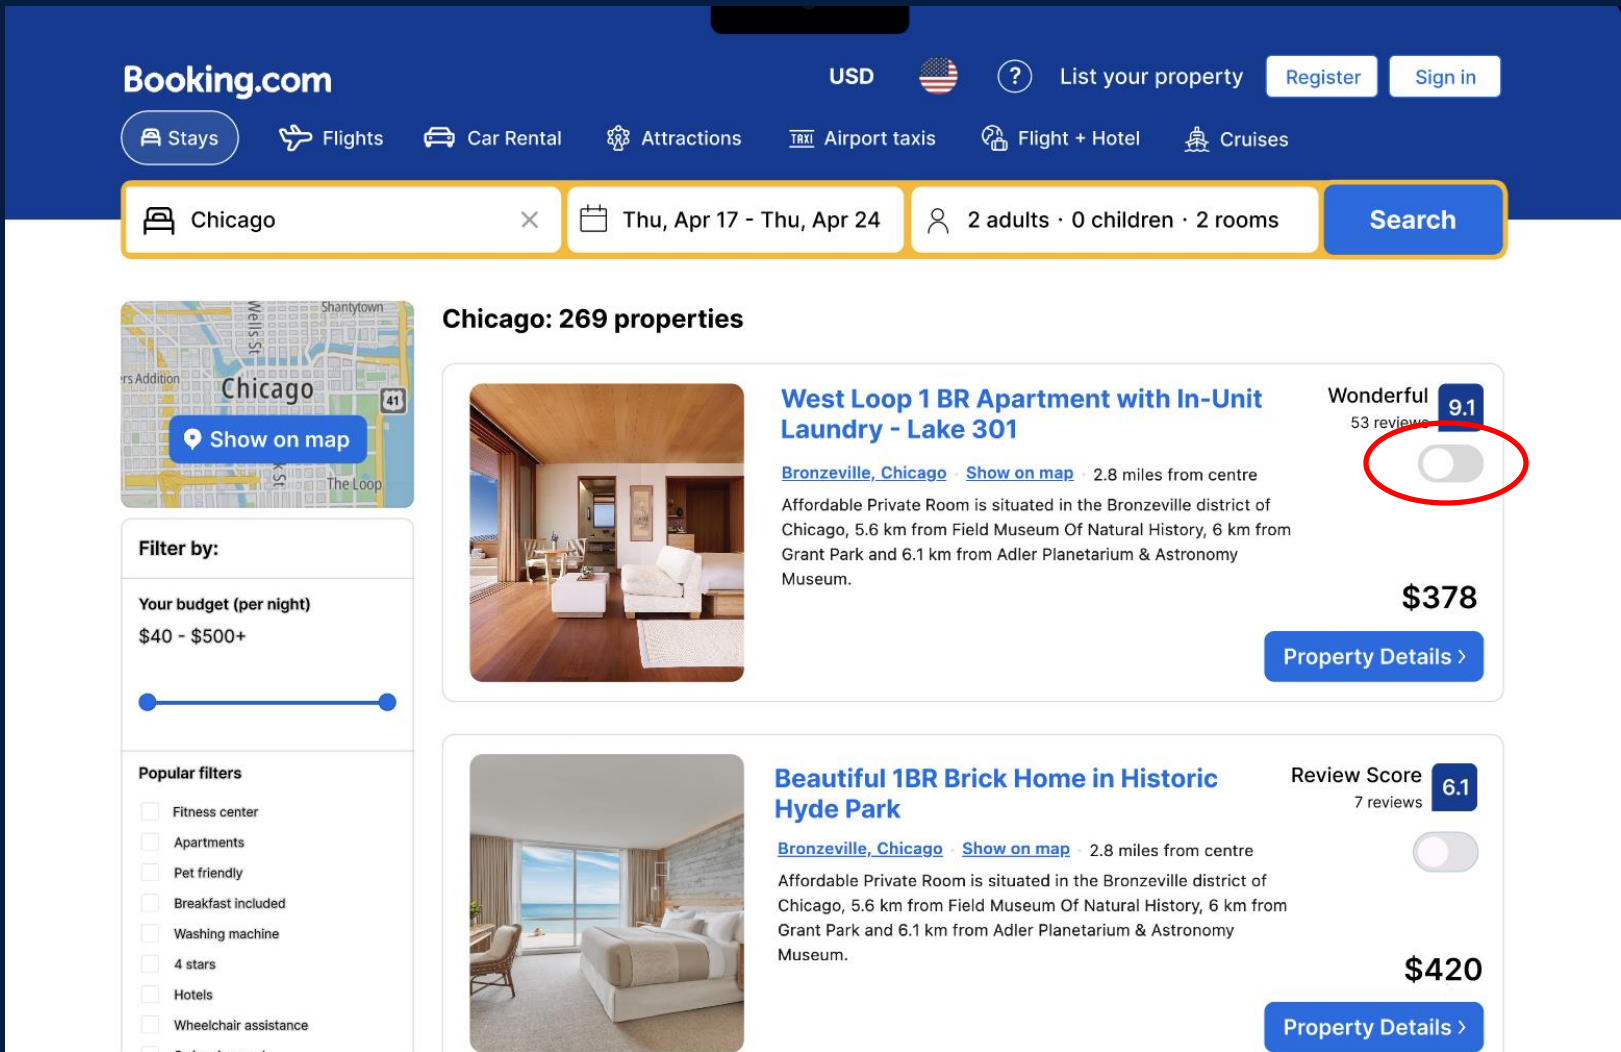 Booking.com
USD
?
List your property
Register
Sign in
Stays
Flights
Car Rental
Attractions
TAXI Airport taxis
Flight + Hotel
Cruises
Chicago
Thu, Apr 17 - Thu, Apr 24
2 adults · 0 children · 2 rooms
Search
Shantytown
Wells St
rs Addition
Chicago
41
Show on map
The Loop
Filter by:
Your budget (per night)
$40 - $500+
Popular filters
Fitness center
Apartments
Pet friendly
Breakfast included
Washing machine
4 stars
Hotels
Wheelchair assistance
Chicago: 269 properties
West Loop 1 BR Apartment with In-Unit
Laundry - Lake 301
Wonderful
53 reviews
9.1
Bronzeville, Chicago · Show on map · 2.8 miles from centre
Affordable Private Room is situated in the Bronzeville district of
Chicago, 5.6 km from Field Museum Of Natural History, 6 km from
Grant Park and 6.1 km from Adler Planetarium & Astronomy
Museum.
$378
Property Details >
Beautiful 1BR Brick Home in Historic
Hyde Park
Review Score
7 reviews
6.1
Bronzeville, Chicago · Show on map · 2.8 miles from centre
Affordable Private Room is situated in the Bronzeville district of
Chicago, 5.6 km from Field Museum Of Natural History, 6 km from
Grant Park and 6.1 km from Adler Planetarium & Astronomy
Museum.
$420
Property Details >